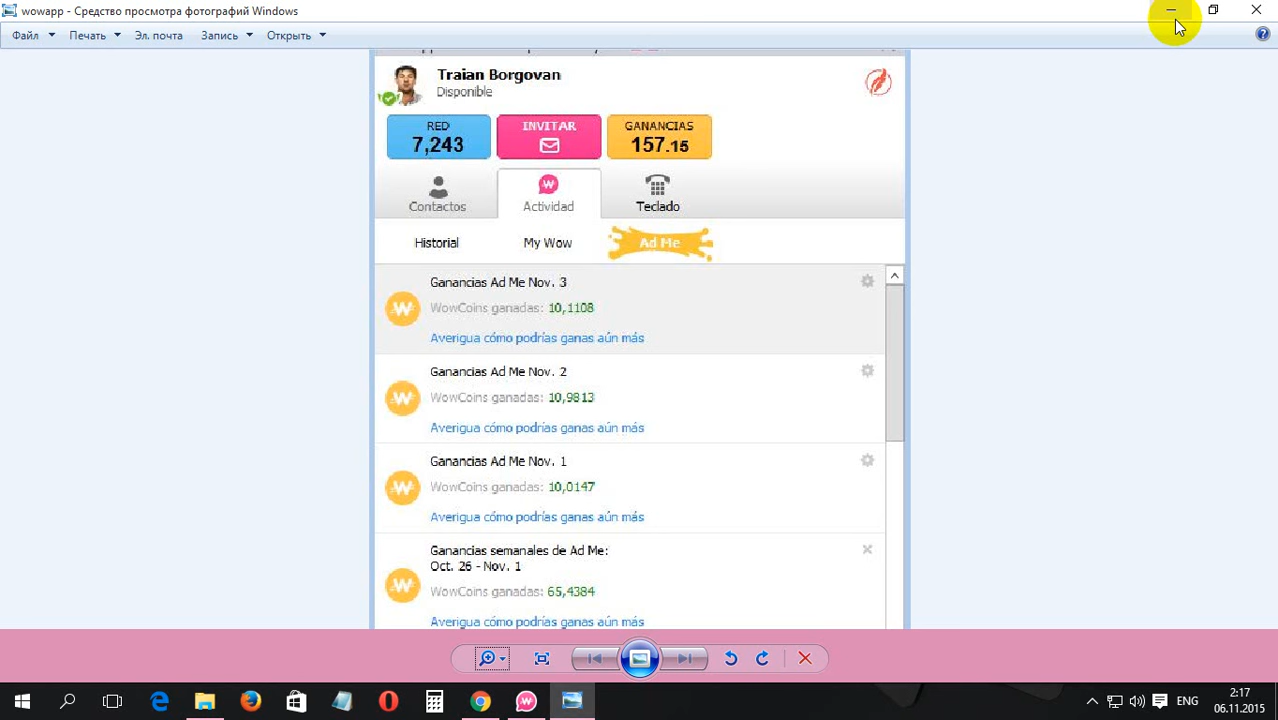 wowapp - Средство просмотра фотографий Windows
Файл Печать Эл. почта Запись Открыть
Traian Borgovan
Disponible
RED
7,243
INVITAR
GANANCIAS
157.15
Contactos
Actividad
Teclado
Historial
My Wow
Ad Me
Ganancias Ad Me Nov. 3
WowCoins ganadas: 10,1108
Averigua cómo podrías ganas aún más
Ganancias Ad Me Nov. 2
WowCoins ganadas: 10,9813
Averigua cómo podrías ganas aún más
Ganancias Ad Me Nov. 1
WowCoins ganadas: 10,0147
Averigua cómo podrías ganas aún más
Ganancias semanales de Ad Me:
Oct. 26 - Nov. 1
WowCoins ganadas: 65,4384
Averigua cómo podrías ganas aún más
ENG
2:17
06.11.2015